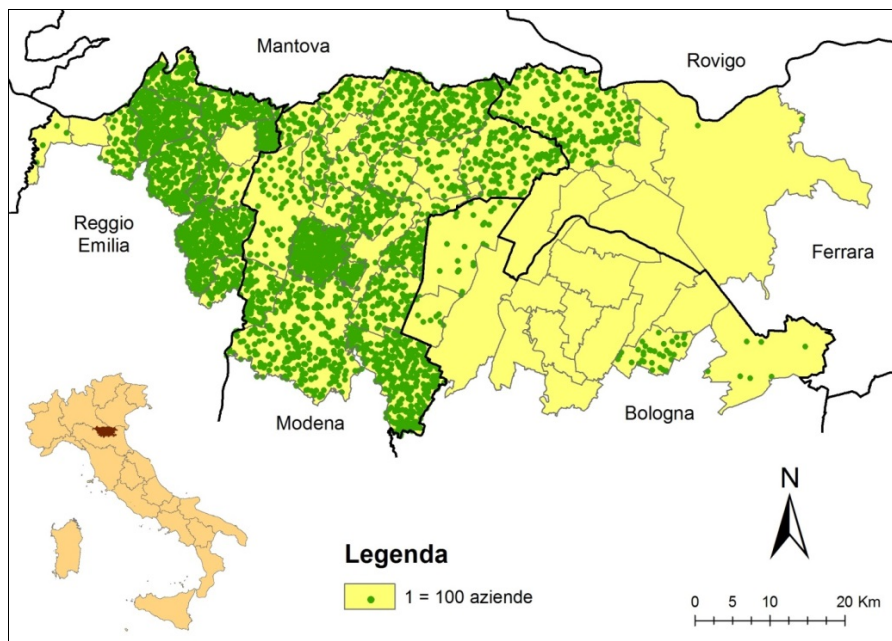 Mantova
Rovigo
Reggio
Emilia
Ferrara
Modena
Bologna
N
Legenda
1 = 100 aziende
0 5 10 20 Km